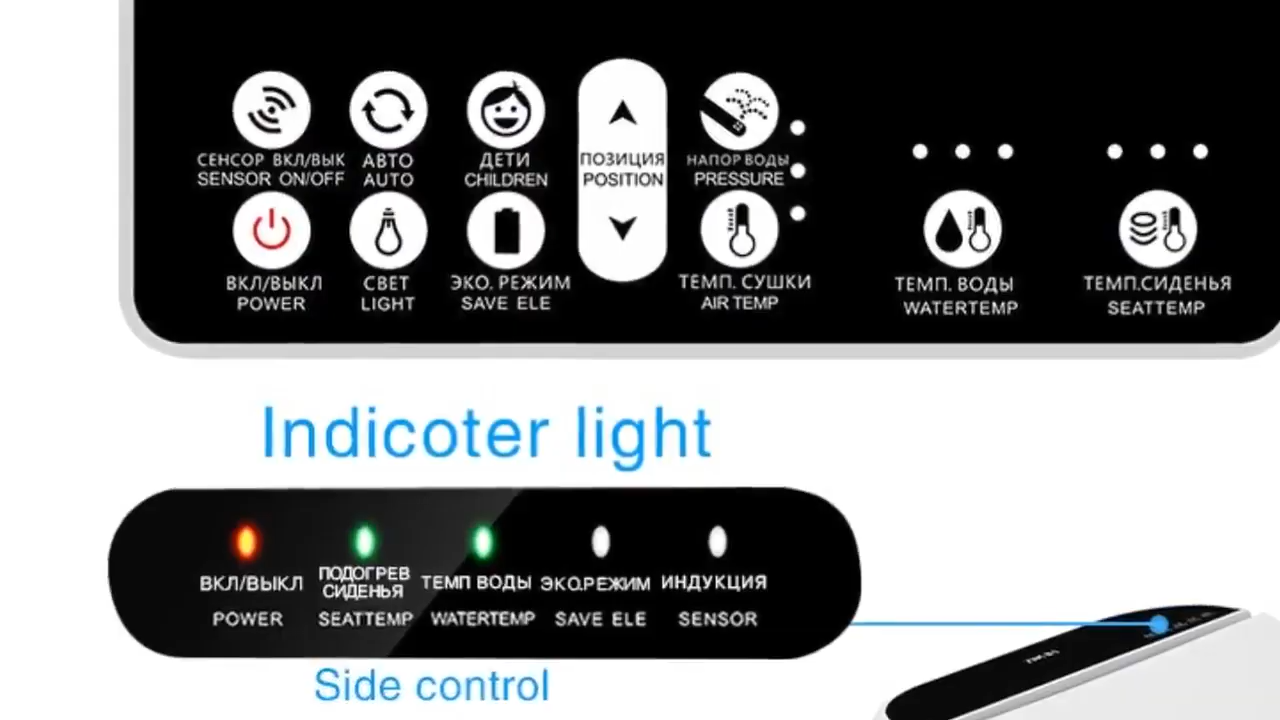 СЕНСОР ВКЛ/ВЫК
SENSOR ON/OFF
АВТО
AUTO
ДЕТИ
CHILDREN
ПОЗИЦИЯ
POSITION
НАПОР ВОДЫ
PRESSURE
ВКЛ/ВЫКЛ
POWER
СВЕТ
LIGHT
ЭКО. РЕЖИМ
SAVE ELE
ТЕМП. СУШКИ
AIR TEMP
ТЕМП. ВОДЫ
WATERTEMP
ТЕМП.СИДЕНЬЯ
SEATTEMP
Indicoter light
ВКЛ/ВЫКЛ
POWER
ПОДОГРЕВ
СИДЕНЬЯ
SEATTEMP
ТЕМП ВОДЫ
WATERTEMP
ЭКО.РЕЖИМ
SAVE ELE
ИНДУКЦИЯ
SENSOR
Side control